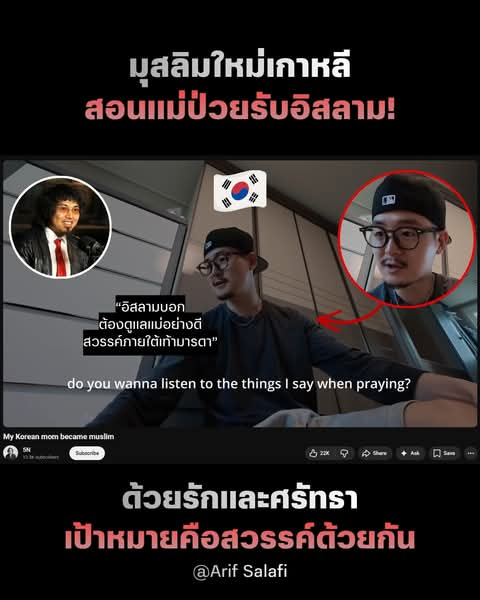 มุสลิมใหม่เกาหลี
สอนแม่ป่วยรับอิสลาม!
“อิสลามบอก
ต้องดูแลแม่อย่างดี
สวรรค์ภายใต้เท้ามารดา”
do you wanna listen to the things I say when praying?
My Korean mom became muslim
SN
Subscribe
22K
Share
Ask
Save
ด้วยรักและศรัทธา
เป้าหมายคือสวรรค์ด้วยกัน
@Arif Salafi